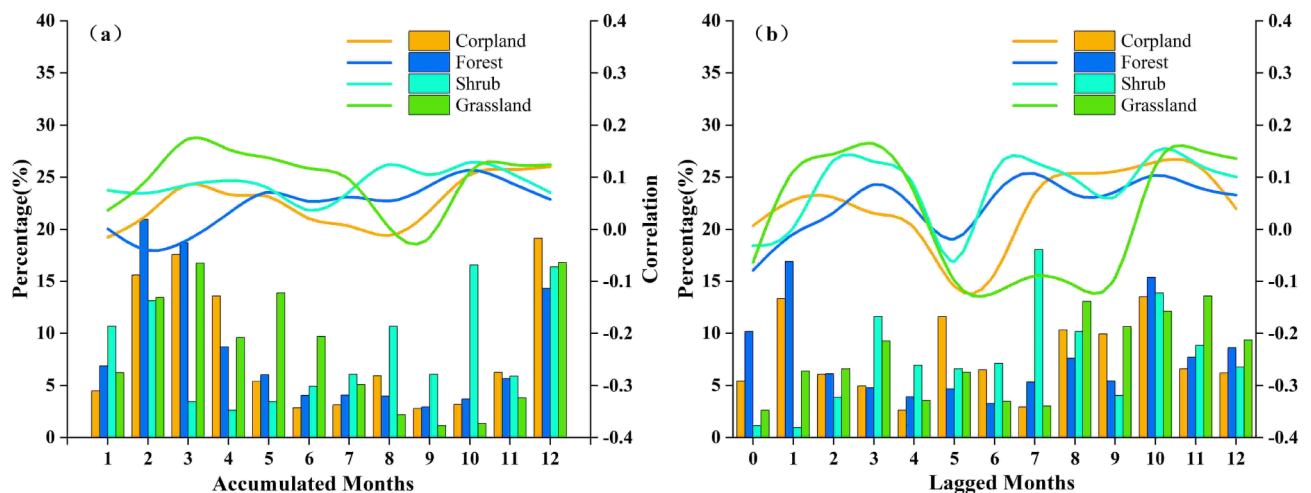 (a)
Corpland
Forest
Shrub
Grassland
Percentage(%)
40
35
30
25
20
15
10
5
0
0.4
0.3
0.2
0.1
0.0
-0.1
-0.2
-0.3
-0.4
Correlation
1 2 3 4 5 6 7 8 9 10 11 12
Accumulated Months
(b)
Corpland
Forest
Shrub
Grassland
Percentage(%)
40
35
30
25
20
15
10
5
0
0.4
0.3
0.2
0.1
0.0
-0.1
-0.2
-0.3
-0.4
0 1 2 3 4 5 6 7 8 9 10 11 12
Lagged Months